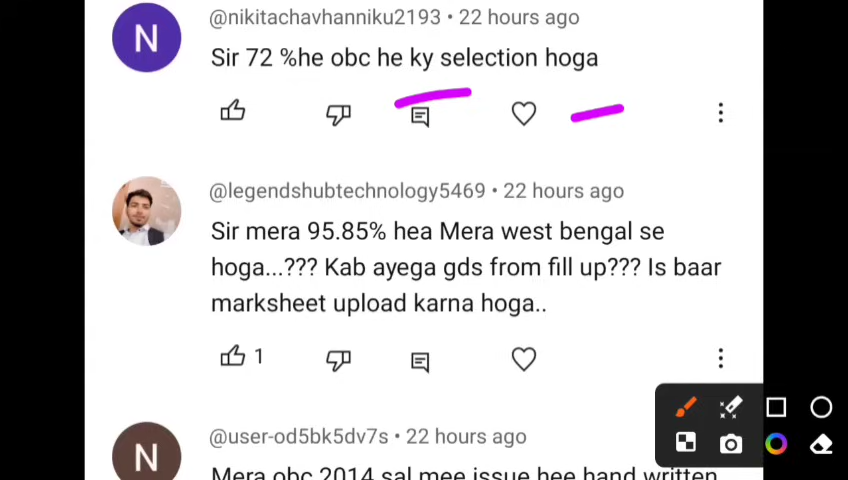 N
@nikitachavhanniku2193 • 22 hours ago
Sir 72 %he obc he ky selection hoga
@legendshubtechnology5469 • 22 hours ago
Sir mera 95.85% hea Mera west bengal se
hoga...??? Kab ayega gds from fill up??? Is baar
marksheet upload karna hoga..
1
N
@user-od5bk5dv7s • 22 hours ago
Mera obc 2014 sal mee issue hee hand written